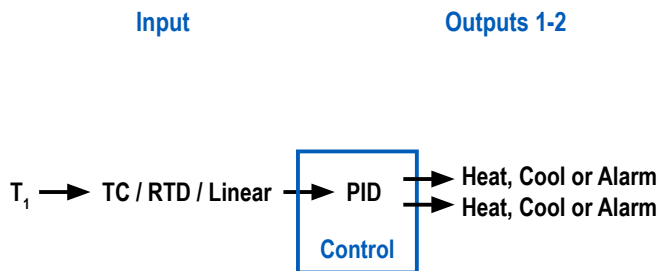 Input Outputs 1-2
T₁ TC / RTD / Linear PID Heat, Cool or Alarm
Heat, Cool or Alarm
Control